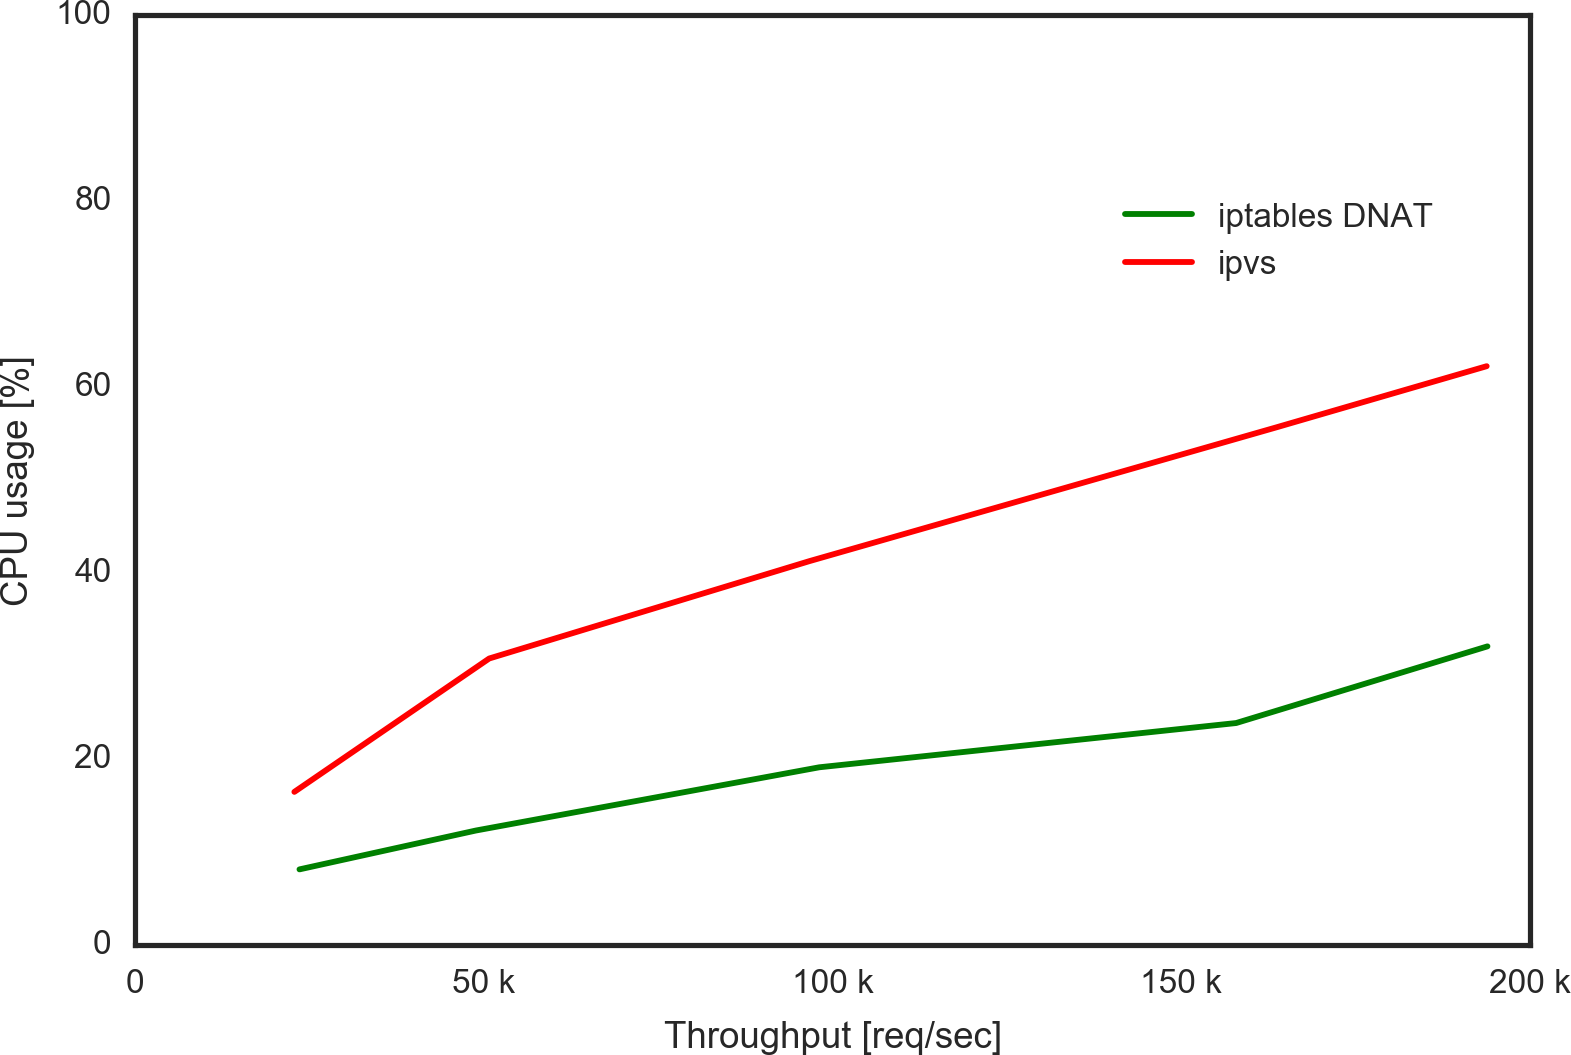 100
80
60
40
20
0
CPU usage [%]
iptables DNAT
ipvs
0
50 k
100 k
150 k
200 k
Throughput [req/sec]